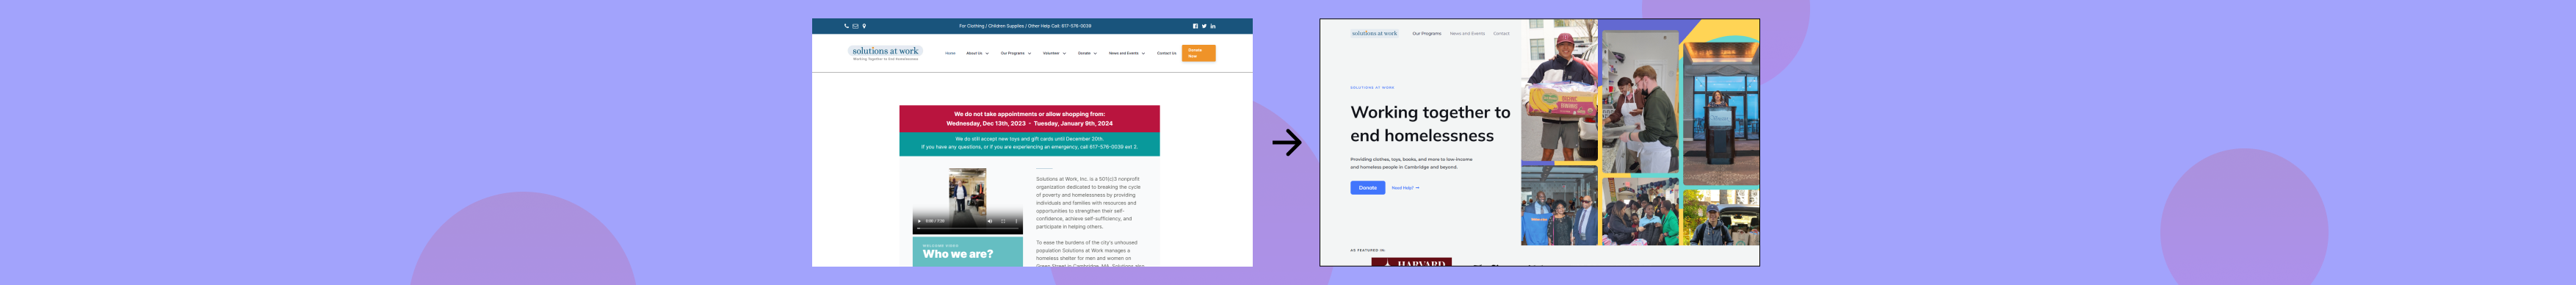 For Clothing / Children Supplies / Other Help Call: 617-576-0039
solutions at work
Working Together to End Homelessness
Home About Us Our Programs Volunteer Donate News and Events Contact Us
Donate
Now
We do not take appointments or allow shopping from:
Wednesday, Dec 13th, 2023 - Tuesday, January 9th, 2024
We do still accept new toys and gift cards until December 20th.
If you have any questions, or if you are experiencing an emergency, call 617-576-0039 ext 2.
WELCOME VIDEO
Who we are?
Solutions at Work, Inc. is a 501(c)3 nonprofit
organization dedicated to breaking the cycle
of poverty and homelessness by providing
individuals and families with resources and
opportunities to strengthen their self-
confidence, achieve self-sufficiency, and
participate in helping others.
To ease the burdens of the city's unhoused
population Solutions at Work manages a
homeless shelter for men and women on
Green Street in Cambridge, MA. Solutions also
solutions at work
Our Programs News and Events Contact
SOLUTIONS AT WORK
Working together to
end homelessness
Providing clothes, toys, books, and more to low-income
and homeless people in Cambridge and beyond.
Donate Need help? →
AS FEATURED IN:
HARVARD